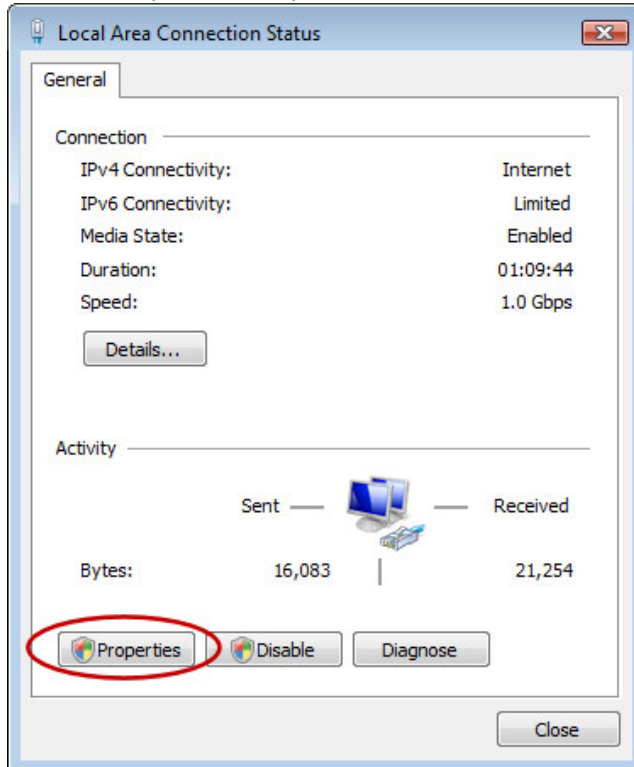 Local Area Connection Status
General
Connection
IPv4 Connectivity: Internet
IPv6 Connectivity: Limited
Media State: Enabled
Duration: 01:09:44
Speed: 1.0 Gbps
Details...
Activity
Sent Received
Bytes: 16,083 21,254
Properties Disable Diagnose
Close